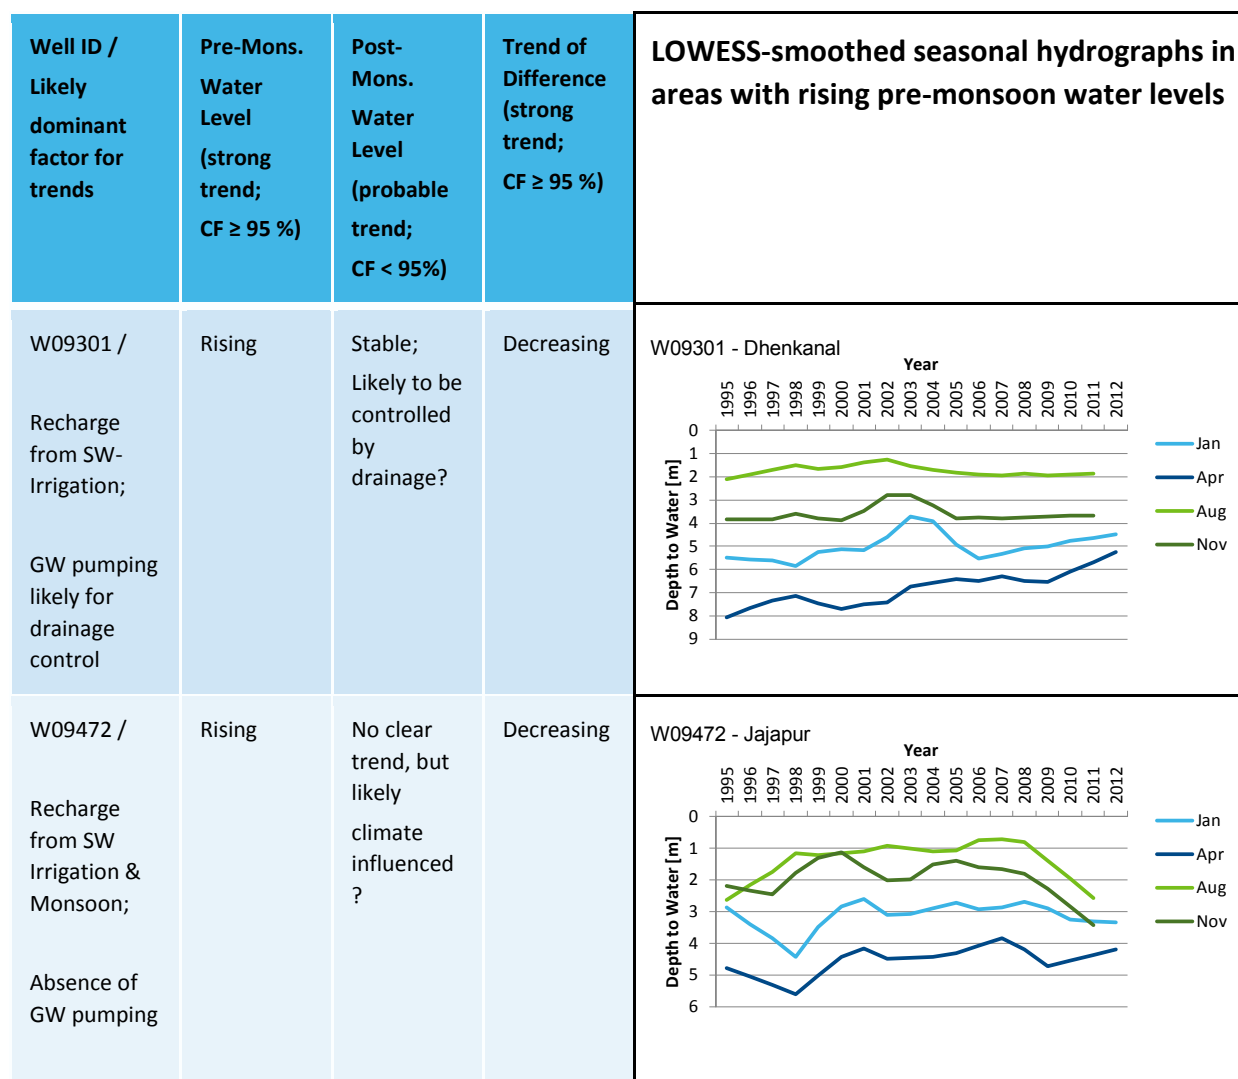 Well ID /
Likely
dominant
factor for
trends
Pre-Mons.
Water
Level
(strong
trend;
CF ≥ 95 %)
Post-
Mons.
Water
Level
(probable
trend;
CF < 95%)
Trend of
Difference
(strong
trend;
CF ≥ 95 %)
LOWESS-smoothed seasonal hydrographs in
areas with rising pre-monsoon water levels
W09301 /
Recharge
from SW-
Irrigation;
GW pumping
likely for
drainage
control
Rising
Stable;
Likely to be
controlled
by
drainage?
Decreasing
W09301 - Dhenkanal
Year
1995 1996 1997 1998 1999 2000 2001 2002 2003 2004 2005 2006 2007 2008 2009 2010 2011 2012
Depth to Water [m]
0
1
2
3
4
5
6
7
8
9
Jan
Apr
Aug
Nov
W09472 /
Recharge
from SW
Irrigation &
Monsoon;
Absence of
GW pumping
Rising
No clear
trend, but
likely
climate
influenced
?
Decreasing
W09472 - Jajapur
Year
1995 1996 1997 1998 1999 2000 2001 2002 2003 2004 2005 2006 2007 2008 2009 2010 2011 2012
Depth to Water [m]
0
1
2
3
4
5
6
Jan
Apr
Aug
Nov